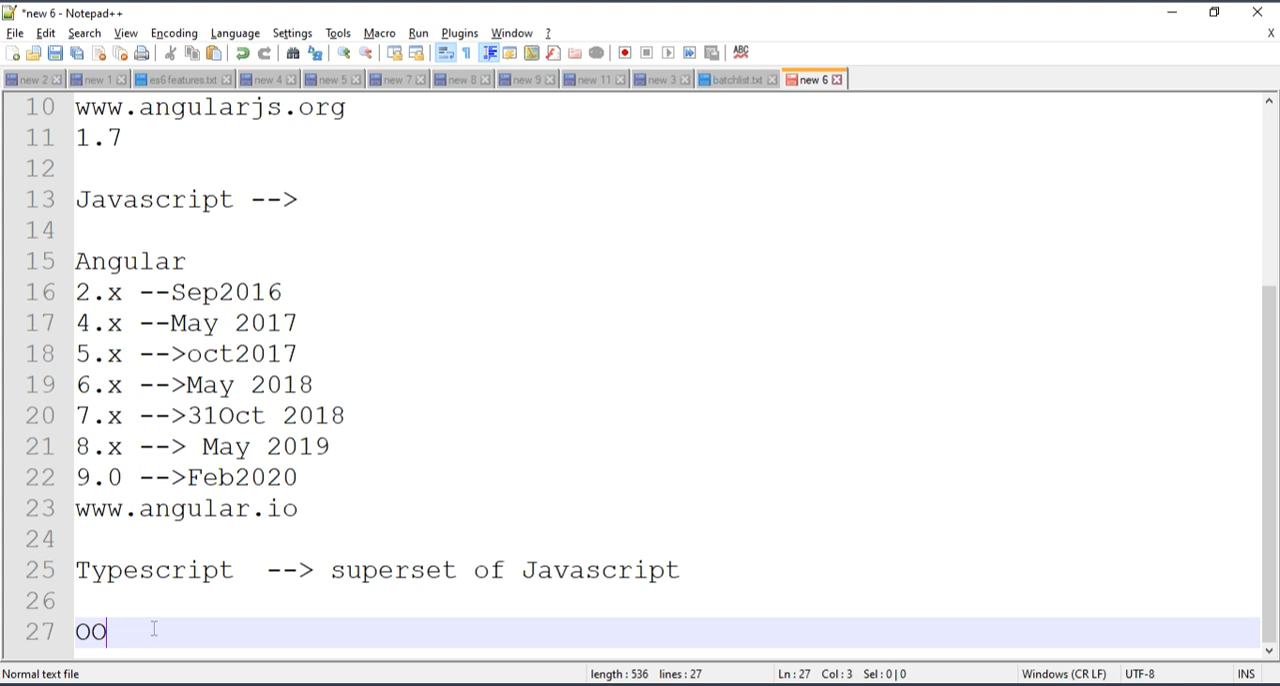 *new 6 - Notepad++
File Edit Search View Encoding Language Settings Tools Macro Run Plugins Window ? X
ABC
new 2 new 1 es6 features.txt new 4 new 5 new 7 new 8 new 9 new 11 new 3 batchlist.txt new 6
10 www.angularjs.org
11 1.7
12
13 Javascript -->
14
15 Angular
16 2.x --Sep2016
17 4.x --May 2017
18 5.x -->oct2017
19 6.x -->May 2018
20 7.x -->31Oct 2018
21 8.x --> May 2019
22 9.0 -->Feb2020
23 www.angular.io
24
25 Typescript  --> superset of Javascript
26
27 OO
Normal text file length : 536 lines : 27 Ln : 27 Col : 3 Sel : 0 | 0 Windows (CR LF) UTF-8 INS